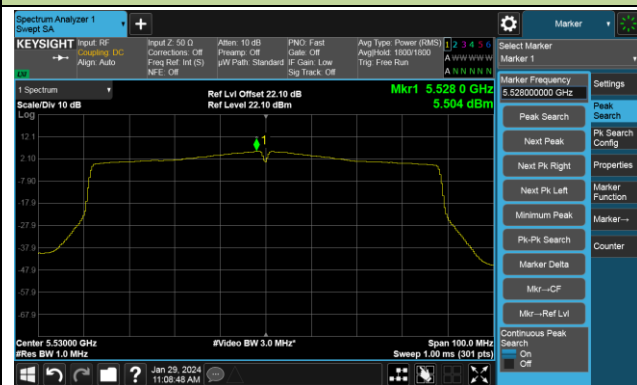 Spectrum Analyzer 1
Swept SA
Marker
KEYSIGHT
Input: RF
Coupling: DC
Align: Auto
Input Z: 50 Ω
Corrections: Off
Freq Ref: Int (S)
NFE: Off
Atten: 10 dB
Preamp: Off
µW Path: Standard
PNO: Fast
Gate: Off
IF Gain: Low
Sig Track: Off
Avg Type: Power (RMS)
Avg|Hold: 1800/1800
Trig: Free Run
1 2 3 4 5 6
A W W W W W
A N N N N N
Select Marker
Marker 1
LXI
1 Spectrum
Scale/Div 10 dB
Log
Ref Lvl Offset 22.10 dB
Ref Level 22.10 dBm
Mkr1 5.528 0 GHz
5.504 dBm
12.1
2.10
-7.90
-17.9
-27.9
-37.9
-47.9
-57.9
-67.9
1
Center 5.53000 GHz
#Res BW 1.0 MHz
#Video BW 3.0 MHz*
Span 100.0 MHz
Sweep 1.00 ms (301 pts)
Marker Frequency
5.528000000 GHz
Peak Search
Next Peak
Next Pk Right
Next Pk Left
Minimum Peak
Pk-Pk Search
Marker Delta
Mkr→CF
Mkr→Ref Lvl
Continuous Peak
Search
On
Off
Settings
Peak
Search
Pk Search
Config
Properties
Marker
Function
Marker→
Counter
Jan 29, 2024
11:08:48 AM